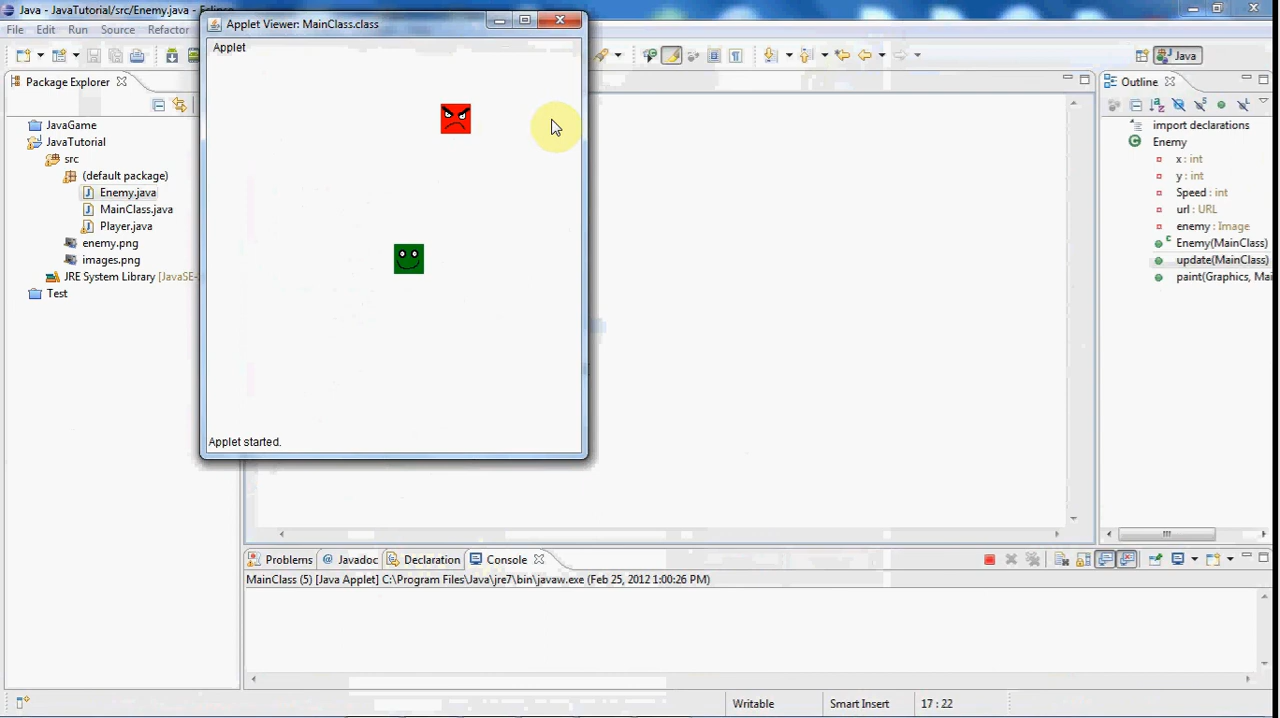 Java - JavaTutorial/src/Enemy.java - Eclipse
Applet Viewer: MainClass.class
File Edit Run Source Refactor
Applet
Java
Package Explorer
Outline
JavaGame
JavaTutorial
src
(default package)
Enemy.java
MainClass.java
Player.java
enemy.png
images.png
JRE System Library [JavaSE-
Test
import declarations
Enemy
x : int
y : int
Speed : int
url : URL
enemy : Image
Enemy(MainClass)
update(MainClass)
paint(Graphics, Mai
Applet started.
Problems Javadoc Declaration Console
MainClass (5) [Java Applet] C:\Program Files\Java\jre7\bin\javaw.exe (Feb 25, 2012 1:00:26 PM)
Writable Smart Insert 17 : 22